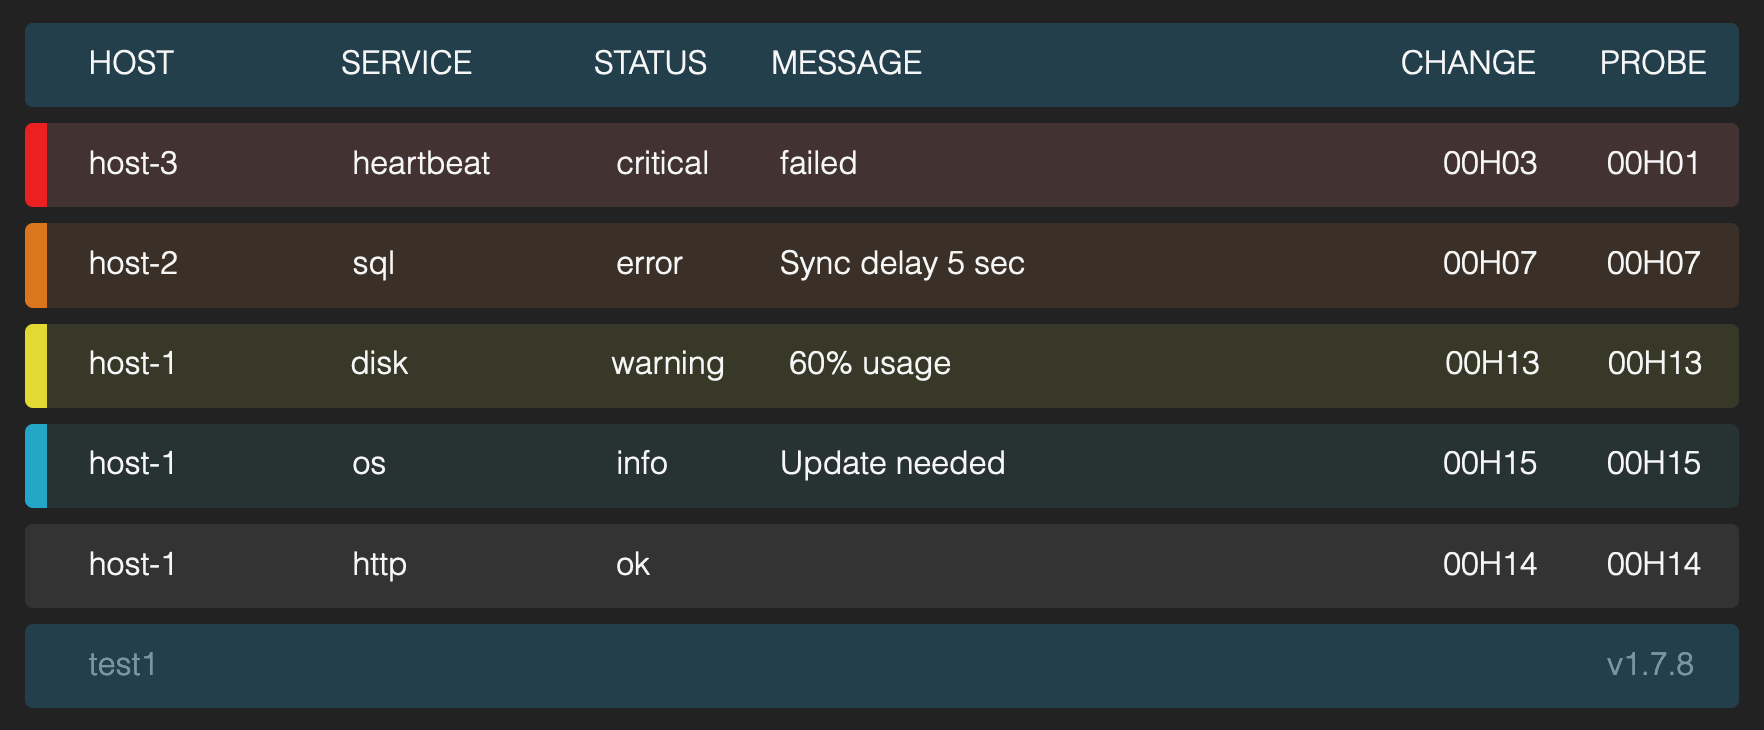 HOST SERVICE STATUS MESSAGE CHANGE PROBE
host-3 heartbeat critical failed 00H03 00H01
host-2 sql error Sync delay 5 sec 00H07 00H07
host-1 disk warning 60% usage 00H13 00H13
host-1 os info Update needed 00H15 00H15
host-1 http ok 00H14 00H14
test1 v1.7.8